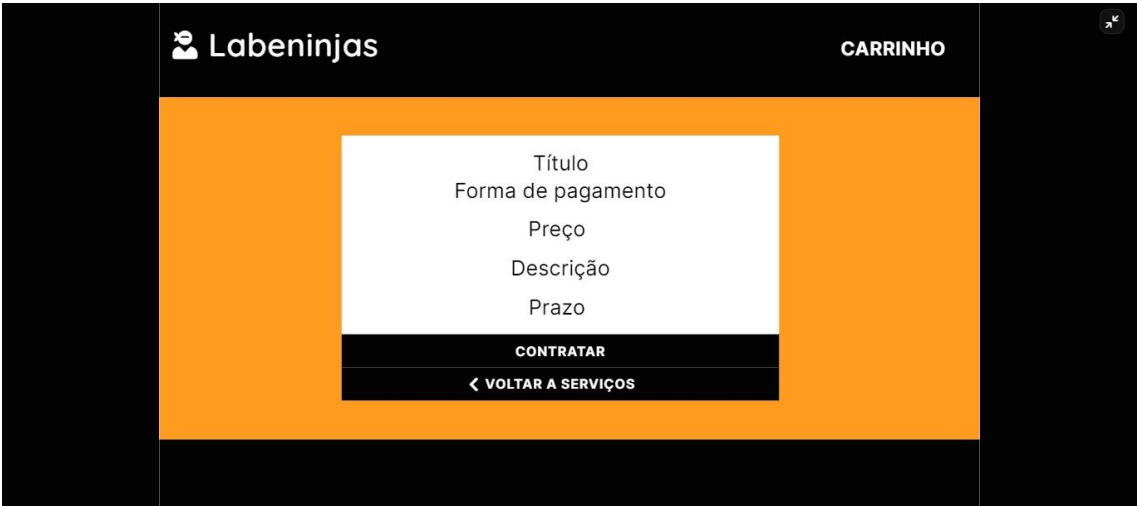 Labeninjas
CARRINHO
Título
Forma de pagamento
Preço
Descrição
Prazo
CONTRATAR
VOLTAR A SERVIÇOS